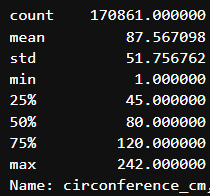 count 170861.000000
mean 87.567098
std 51.756762
min 1.000000
25% 45.000000
50% 80.000000
75% 120.000000
max 242.000000
Name: circonference_cm,